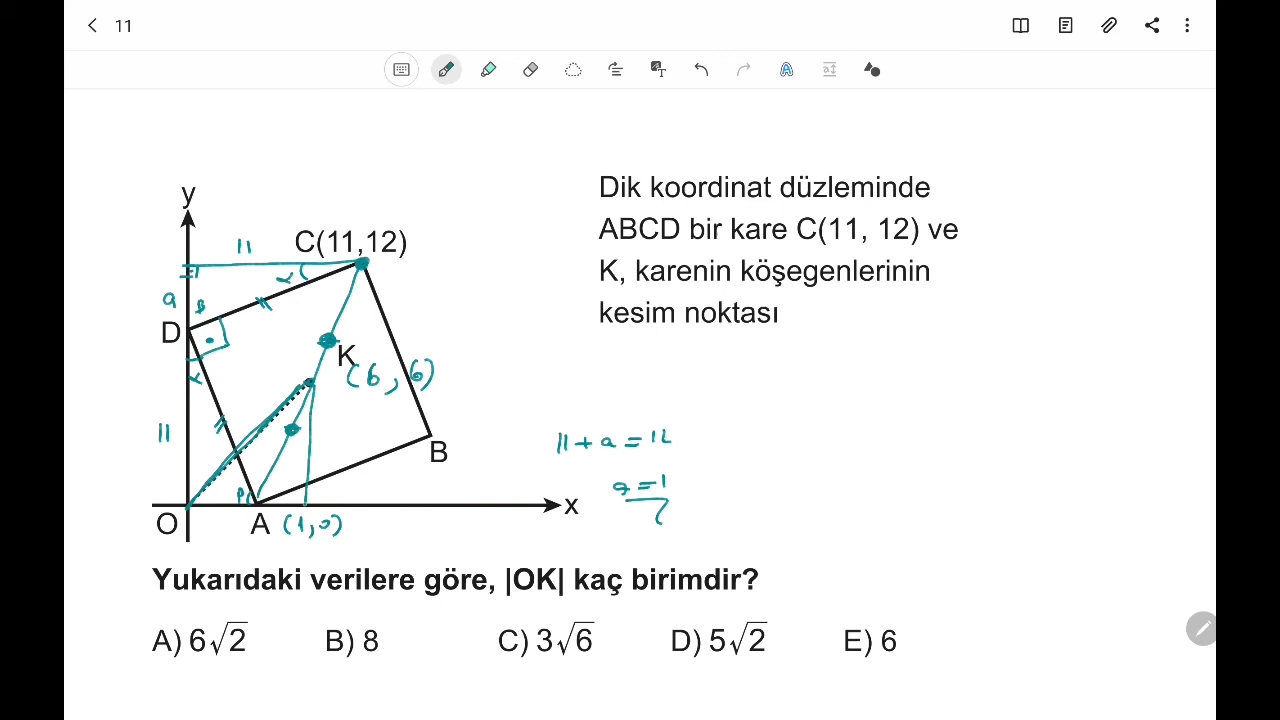 11
y
11
C(11,12)
Dik koordinat düzleminde
ABCD bir kare C(11, 12) ve
K, karenin köşegenlerinin
kesim noktası
a
β
α
D
K
(6, 6)
α
11
11 + a = 12
a = 1
B
β
x
O
A (1,0)
Yukarıdaki verilere göre, |OK| kaç birimdir?
A) 6√2 B) 8 C) 3√6 D) 5√2 E) 6